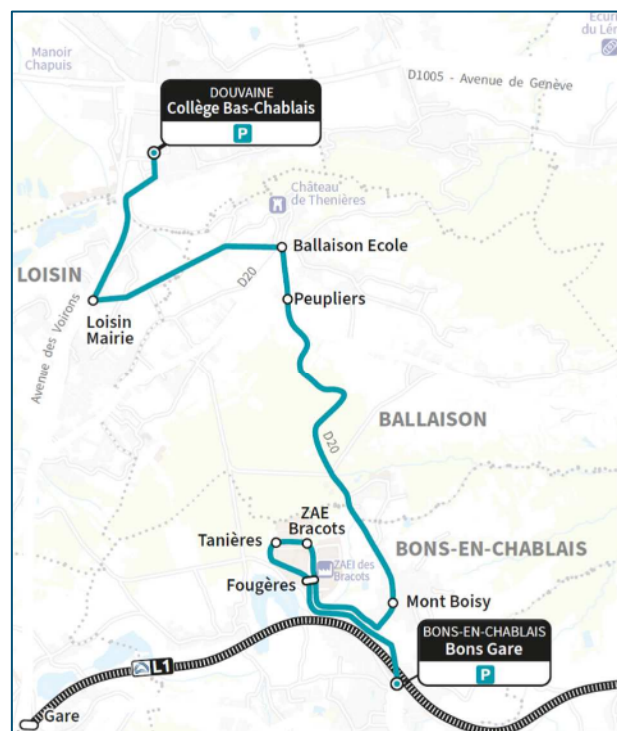 Manoir
Chapuis
Écurie
du Lém
DOUVAINE
Collège Bas-Chablais
P
D1005 - Avenue de Genève
Château
de Thenières
Ballaison Ecole
LOISIN
D20
Peupliers
Loisin
Mairie
Avenue des Voirons
BALLAISON
D20
ZAE
Bracots
Tanières
BONS-EN-CHABLAIS
ZAEI des
Bracots
Fougères
Mont Boisy
BONS-EN-CHABLAIS
Bons Gare
P
L1
Gare